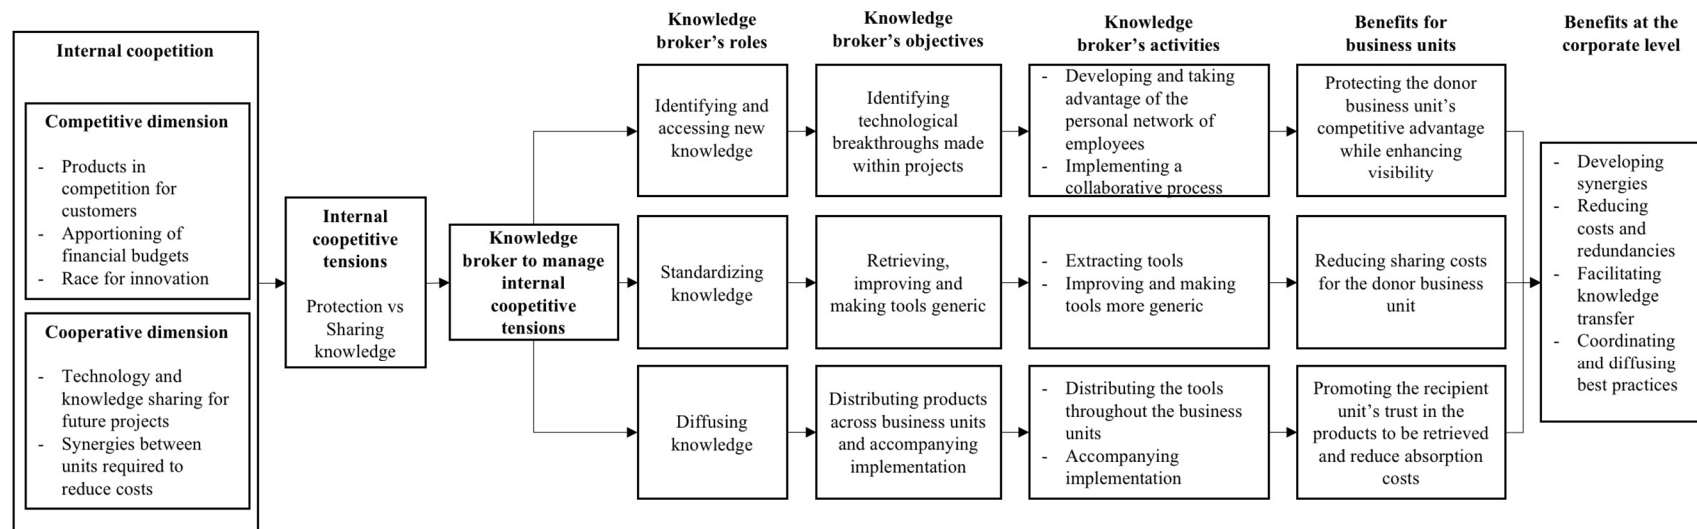 Internal coopetition
Competitive dimension
- Products in
competition for
customers
- Apportioning of
financial budgets
- Race for innovation
Cooperative dimension
- Technology and
knowledge sharing for
future projects
- Synergies between
units required to
reduce costs
Internal
coopetitive
tensions
Protection vs
Sharing
knowledge
Knowledge
broker to manage
internal
coopetitive
tensions
Knowledge
broker’s roles
Identifying and
accessing new
knowledge
Standardizing
knowledge
Diffusing
knowledge
Knowledge
broker’s objectives
Identifying
technological
breakthroughs made
within projects
Retrieving,
improving and
making tools generic
Distributing products
across business units
and accompanying
implementation
Knowledge
broker’s activities
- Developing and taking
advantage of the
personal network of
employees
- Implementing a
collaborative process
- Extracting tools
- Improving and making
tools more generic
- Distributing the tools
throughout the business
units
- Accompanying
implementation
Benefits for
business units
Protecting the donor
business unit’s
competitive advantage
while enhancing
visibility
Reducing sharing costs
for the donor business
unit
Promoting the recipient
unit’s trust in the
products to be retrieved
and reduce absorption
costs
Benefits at the
corporate level
- Developing
synergies
- Reducing
costs and
redundancies
- Facilitating
knowledge
transfer
- Coordinating
and diffusing
best practices